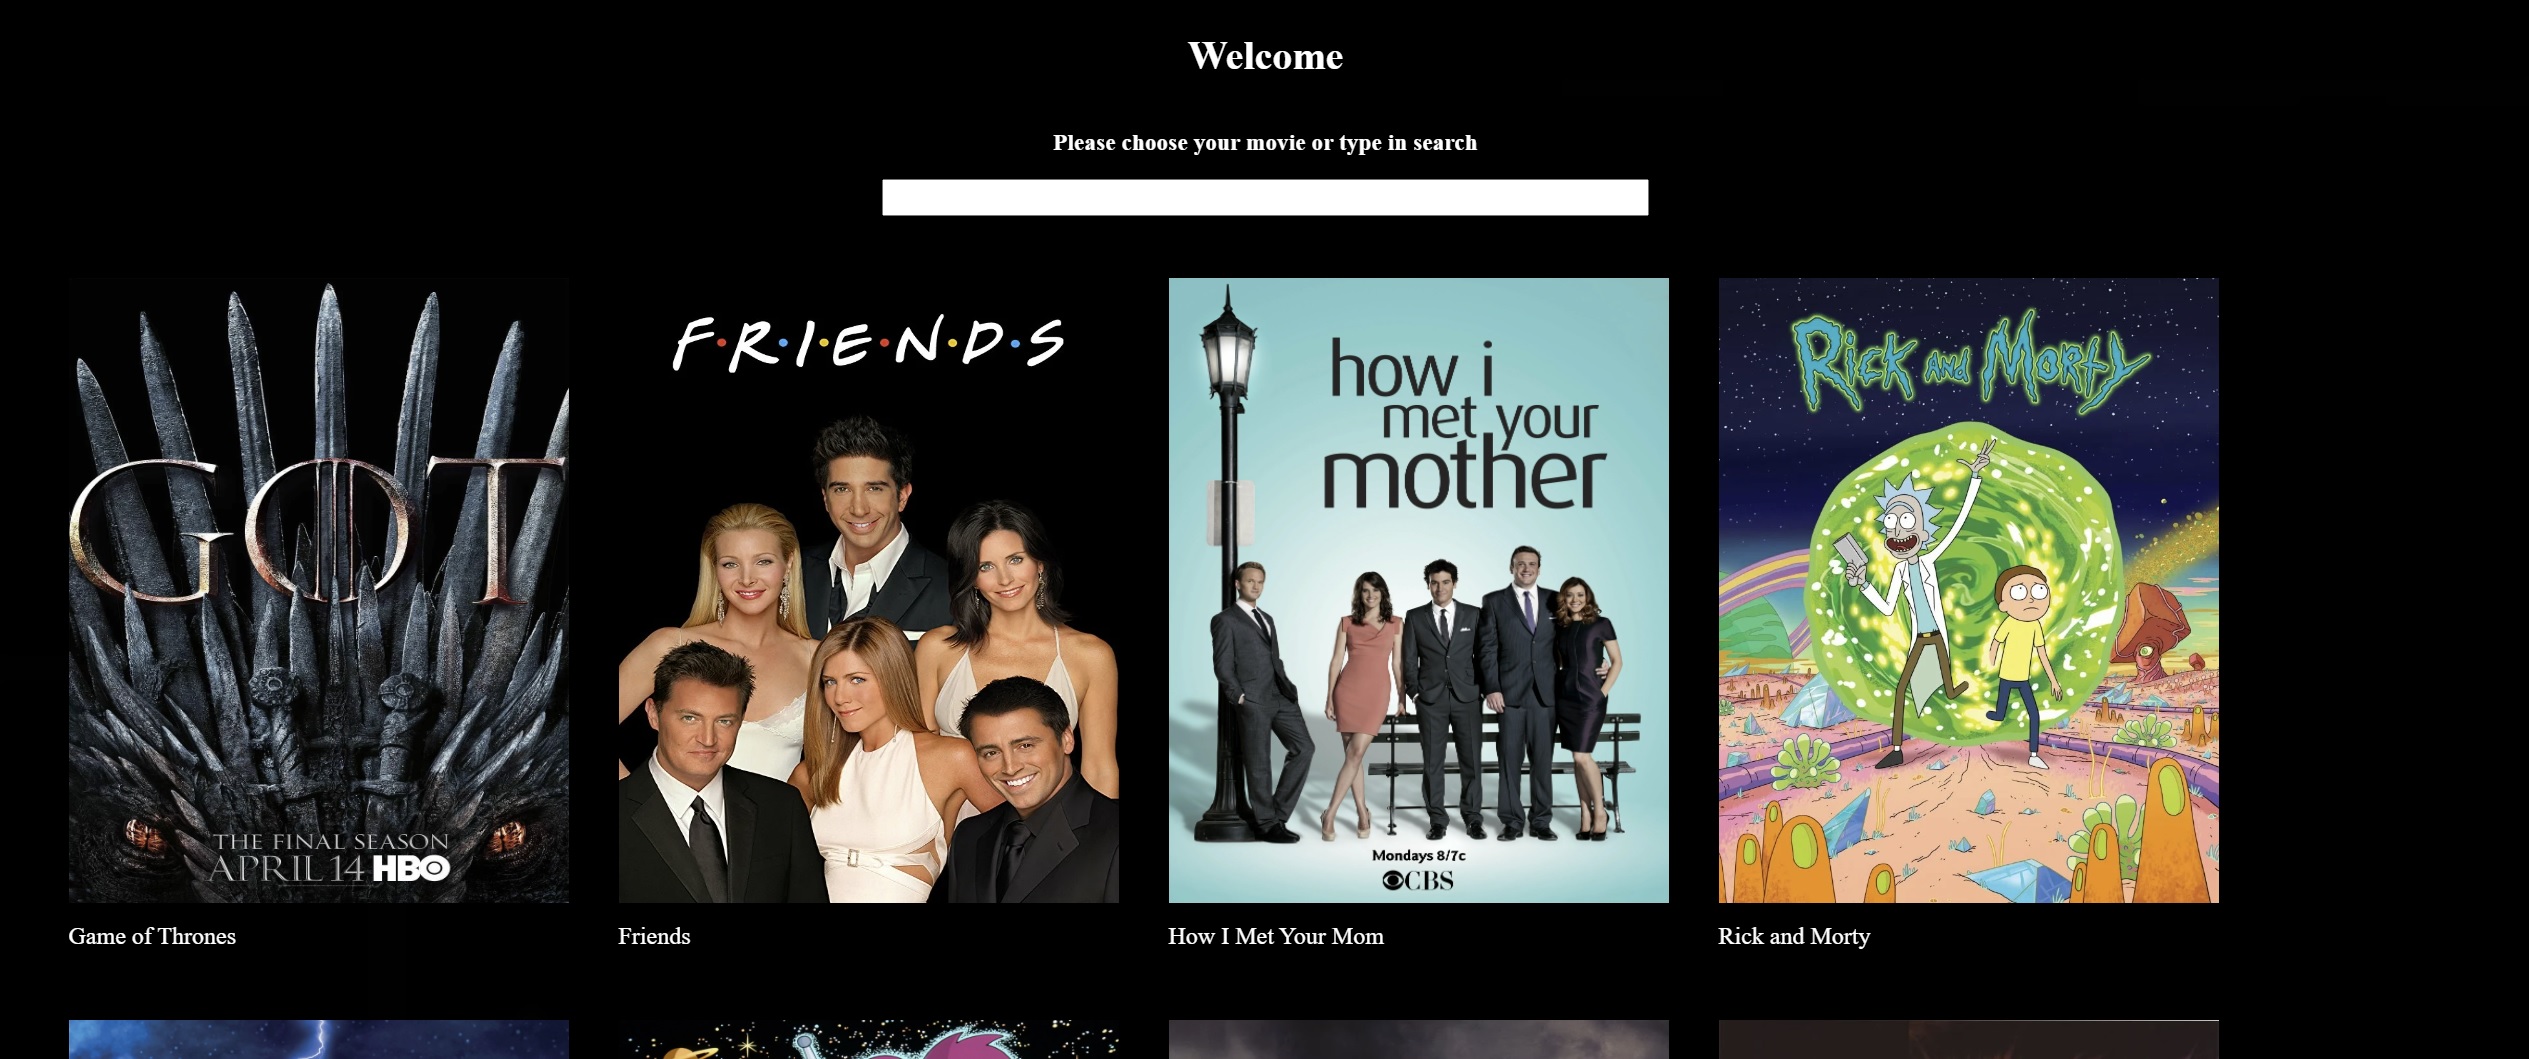 Welcome
Please choose your movie or type in search
GOT
THE FINAL SEASON
APRIL 14 HBO
Game of Thrones
F·R·I·E·N·D·S
Friends
how i
met your
mother
Mondays 8/7c
CBS
How I Met Your Mom
Rick and Morty
Rick and Morty